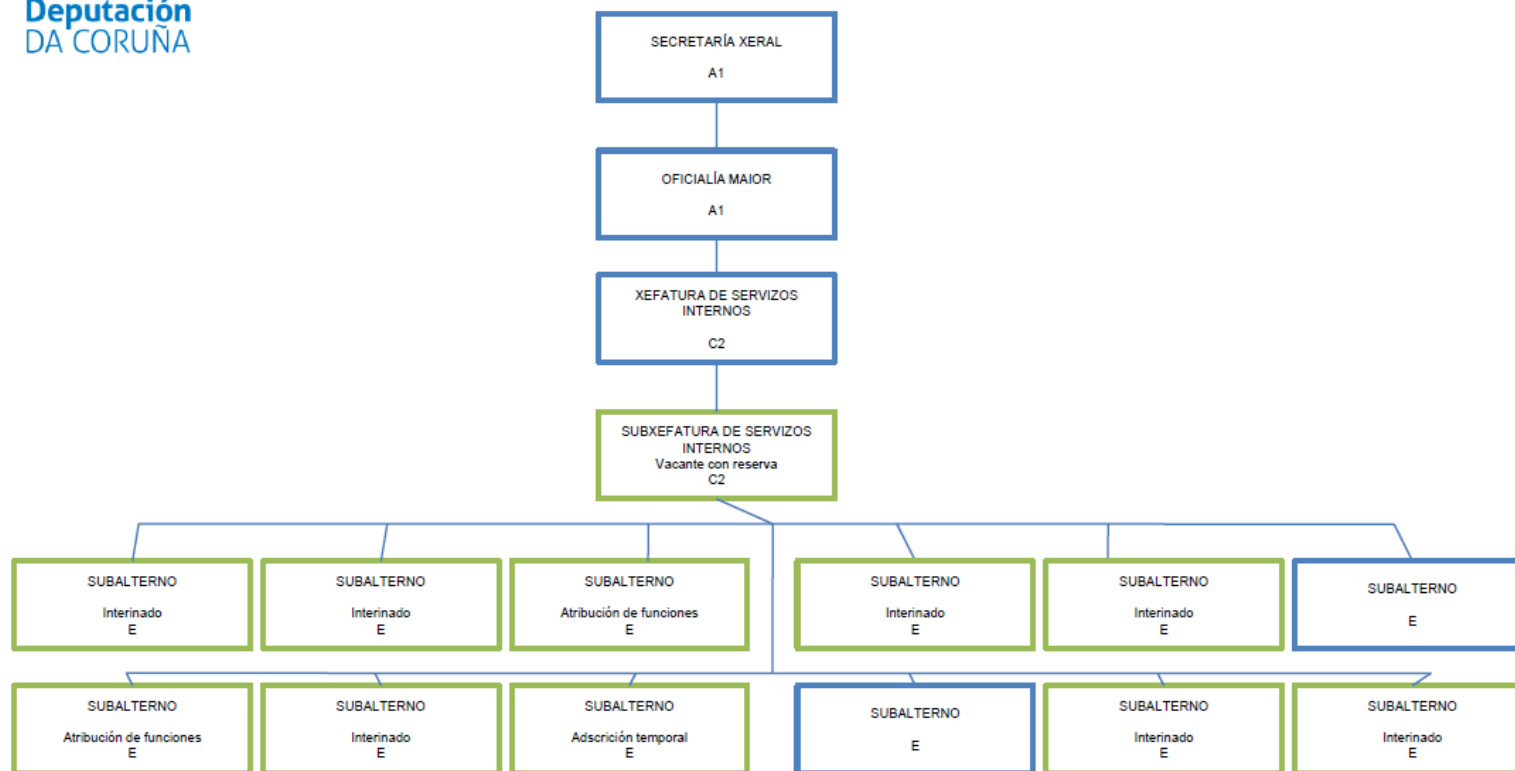 Deputación
DA CORUÑA
SECRETARÍA XERAL
A1
OFICIALÍA MAIOR
A1
XEFATURA DE SERVIZOS
INTERNOS
C2
SUBXEFATURA DE SERVIZOS
INTERNOS
Vacante con reserva
C2
SUBALTERNO
Interinado
E
SUBALTERNO
Interinado
E
SUBALTERNO
Atribución de funciones
E
SUBALTERNO
Interinado
E
SUBALTERNO
Interinado
E
SUBALTERNO
E
SUBALTERNO
Atribución de funciones
E
SUBALTERNO
Interinado
E
SUBALTERNO
Adscrición temporal
E
SUBALTERNO
E
SUBALTERNO
Interinado
E
SUBALTERNO
Interinado
E